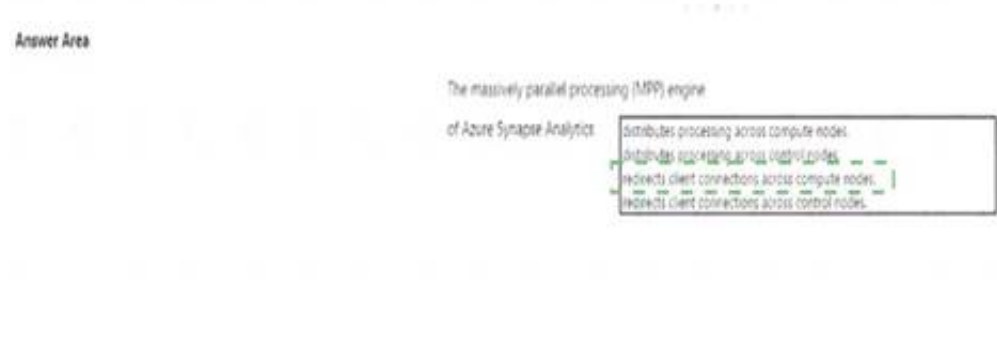 Answer Area
The massively parallel processing (MPP) engine
of Azure Synapse Analytics
distributes processing across compute nodes.
distributes processing across control nodes.
redirects client connections across compute nodes.
redirects client connections across control nodes.